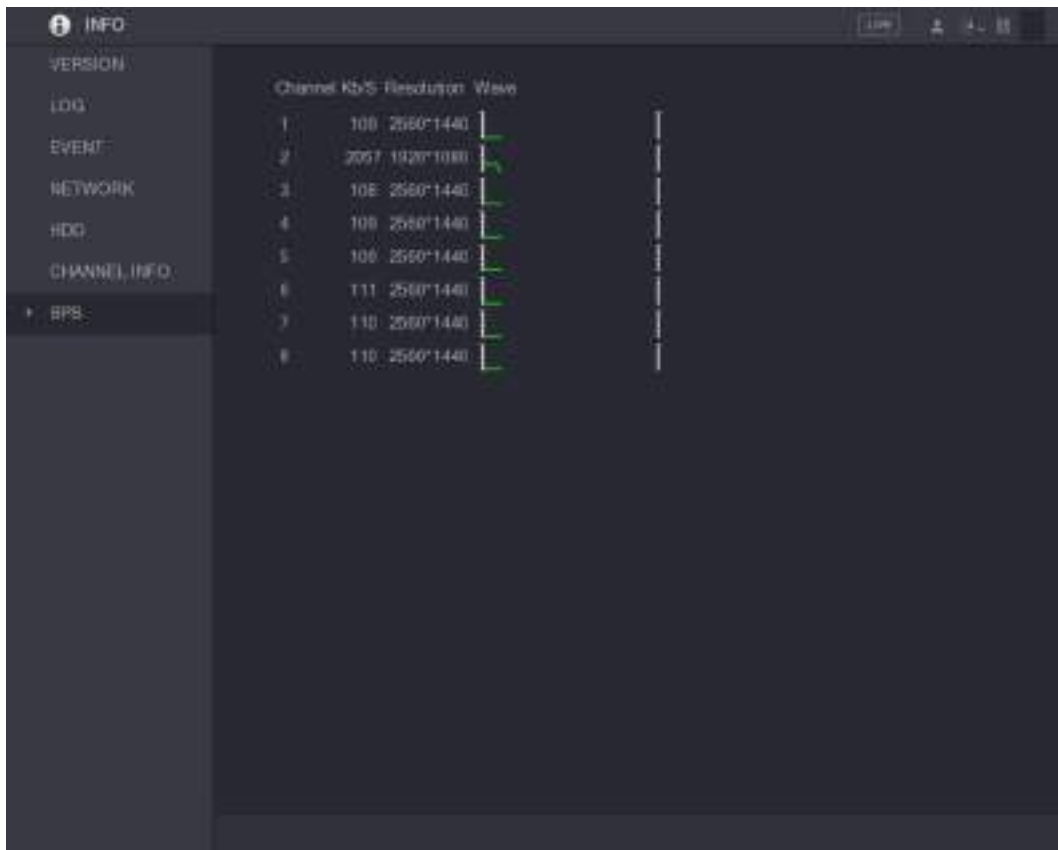 INFO
LIVE
VERSION
LOG
EVENT
NETWORK
HDD
CHANNEL INFO
BPS
Channel Kb/S Resolution Wave
1 2560*1440
2 2057 1920*1080
3 2560*1440
4 2560*1440
5 2560*1440
6 111 2560*1440
7 110 2560*1440
8 110 2560*1440